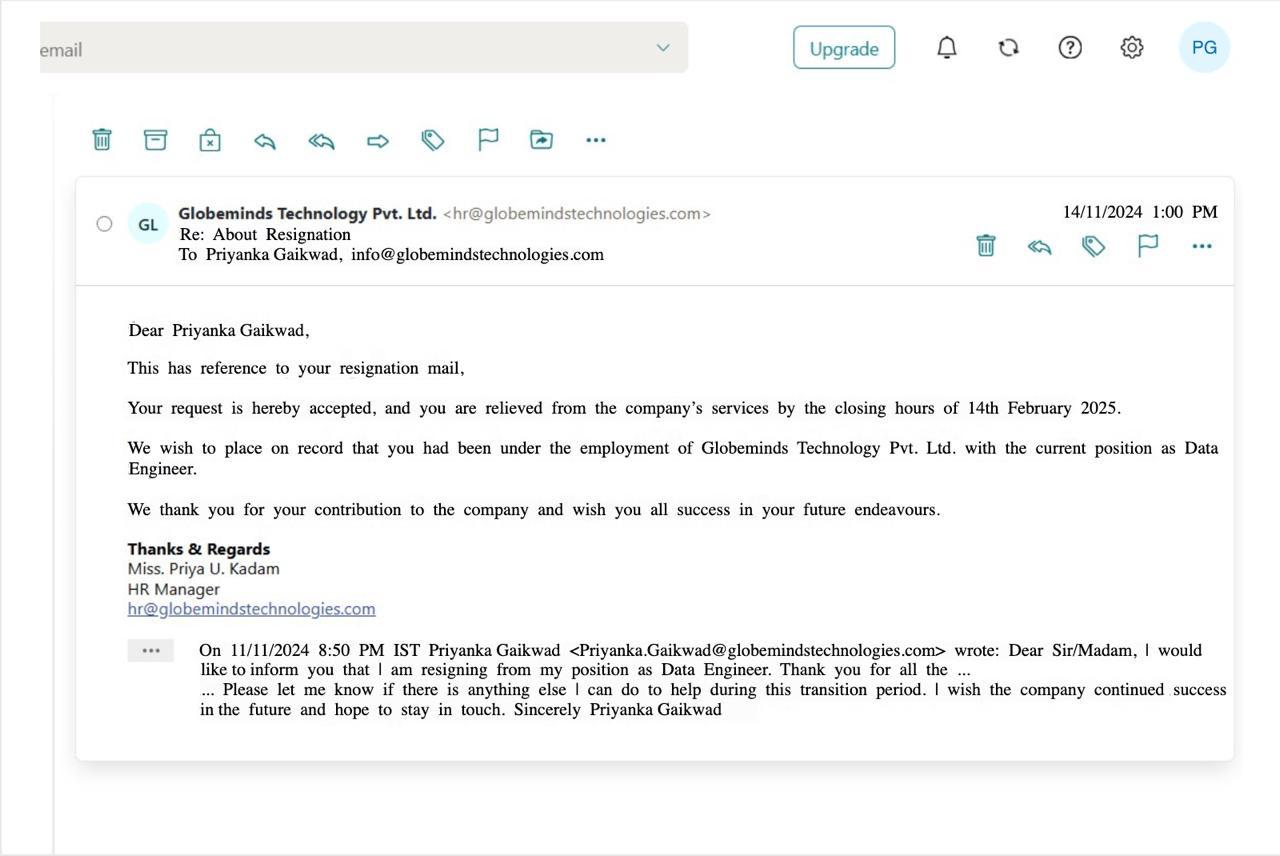 email
Upgrade
PG
GL
Globeminds Technology Pvt. Ltd. <hr@globemindstechnologies.com>
14/11/2024 1:00 PM
Re: About Resignation
To Priyanka Gaikwad, info@globemindstechnologies.com
Dear Priyanka Gaikwad,
This has reference to your resignation mail,
Your request is hereby accepted, and you are relieved from the company’s services by the closing hours of 14th February 2025.
We wish to place on record that you had been under the employment of Globeminds Technology Pvt. Ltd. with the current position as Data
Engineer.
We thank you for your contribution to the company and wish you all success in your future endeavours.
Thanks & Regards
Miss. Priya U. Kadam
HR Manager
hr@globemindstechnologies.com
On 11/11/2024 8:50 PM IST Priyanka Gaikwad <Priyanka.Gaikwad@globemindstechnologies.com> wrote: Dear Sir/Madam, I would
like to inform you that I am resigning from my position as Data Engineer. Thank you for all the ...
... Please let me know if there is anything else I can do to help during this transition period. I wish the company continued success
in the future and hope to stay in touch. Sincerely Priyanka Gaikwad